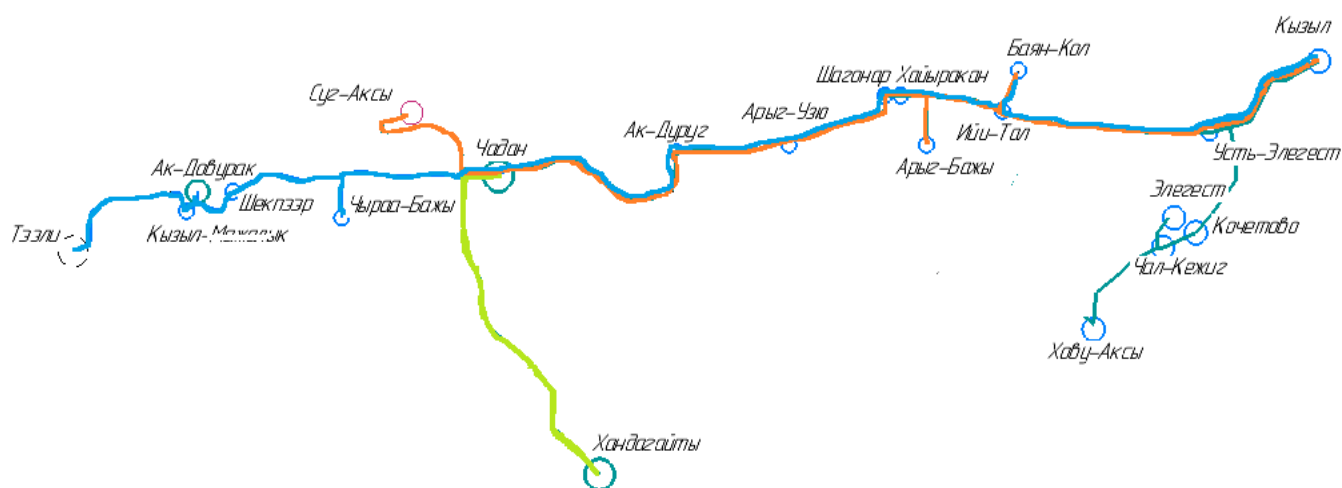 Кызыл
Баян-Кол
Шагонар Хайыракан
Суг-Аксы
Арыг-Узю
Ак-Дуруг
Ийи-Тал
Чадан
Усть-Элегест
Ак-Довурак
Арыг-Бажы
Элегест
Шекпээр
Чыраа-Бажы
Кочетово
Тээли
Кызыл-Мажалык
Чал-Кежиг
Хову-Аксы
Хандагайты